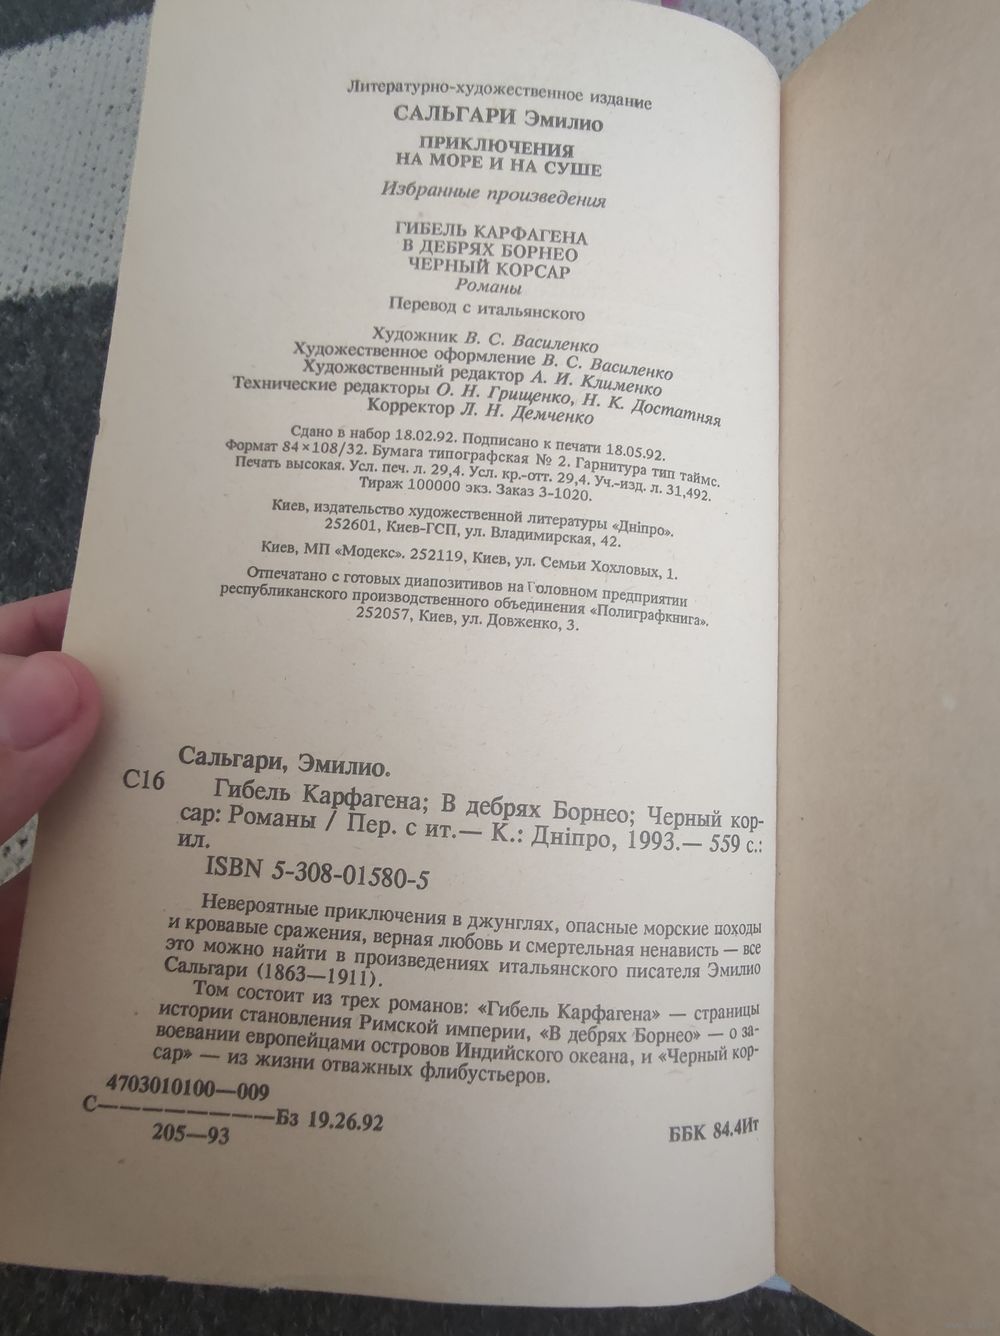 Литературно-художественное издание
САЛЬГАРИ Эмилио
ПРИКЛЮЧЕНИЯ
НА МОРЕ И НА СУШЕ
Избранные произведения
ГИБЕЛЬ КАРФАГЕНА
В ДЕБРЯХ БОРНЕО
ЧЕРНЫЙ КОРСАР
Романы
Перевод с итальянского
Художник В. С. Василенко
Художественное оформление В. С. Василенко
Художественный редактор А. И. Клименко
Технические редакторы О. Н. Грищенко, Н. К. Достатняя
Корректор Л. Н. Демченко
Сдано в набор 18.02.92. Подписано к печати 18.05.92.
Формат 84×108/32. Бумага типографская № 2. Гарнитура тип таймс.
Печать высокая. Усл. печ. л. 29,4. Усл. кр.-отт. 29,4. Уч.-изд. л. 31,492.
Тираж 100000 экз. Заказ 3-1020.
Киев, издательство художественной литературы «Дніпро».
252601, Киев-ГСП, ул. Владимирская, 42.
Киев, МП «Модекс». 252119, Киев, ул. Семьи Хохловых, 1.
Отпечатано с готовых диапозитивов на Головном предприятии
республиканского производственного объединения «Полиграфкнига».
252057, Киев, ул. Довженко, 3.
Сальгари, Эмилио.
С16 Гибель Карфагена; В дебрях Борнео; Черный кор-
сар: Романы / Пер. с ит.— К.: Дніпро, 1993.— 559 с.:
ил.
ISBN 5-308-01580-5
Невероятные приключения в джунглях, опасные морские походы
и кровавые сражения, верная любовь и смертельная ненависть — все
это можно найти в произведениях итальянского писателя Эмилио
Сальгари (1863—1911).
Том состоит из трех романов: «Гибель Карфагена» — страницы
истории становления Римской империи, «В дебрях Борнео» — о за-
воевании европейцами островов Индийского океана, и «Черный кор-
сар» — из жизни отважных флибустьеров.
4703010100—009
С—————————Бз 19.26.92
205—93
ББК 84.4Ит